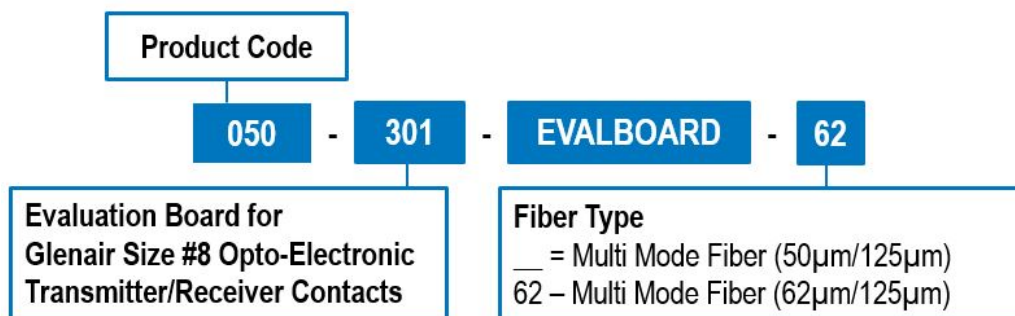 Product Code
050 - 301 - EVALBOARD - 62
Evaluation Board for
Glenair Size #8 Opto-Electronic
Transmitter/Receiver Contacts
Fiber Type
__ = Multi Mode Fiber (50µm/125µm)
62 – Multi Mode Fiber (62µm/125µm)